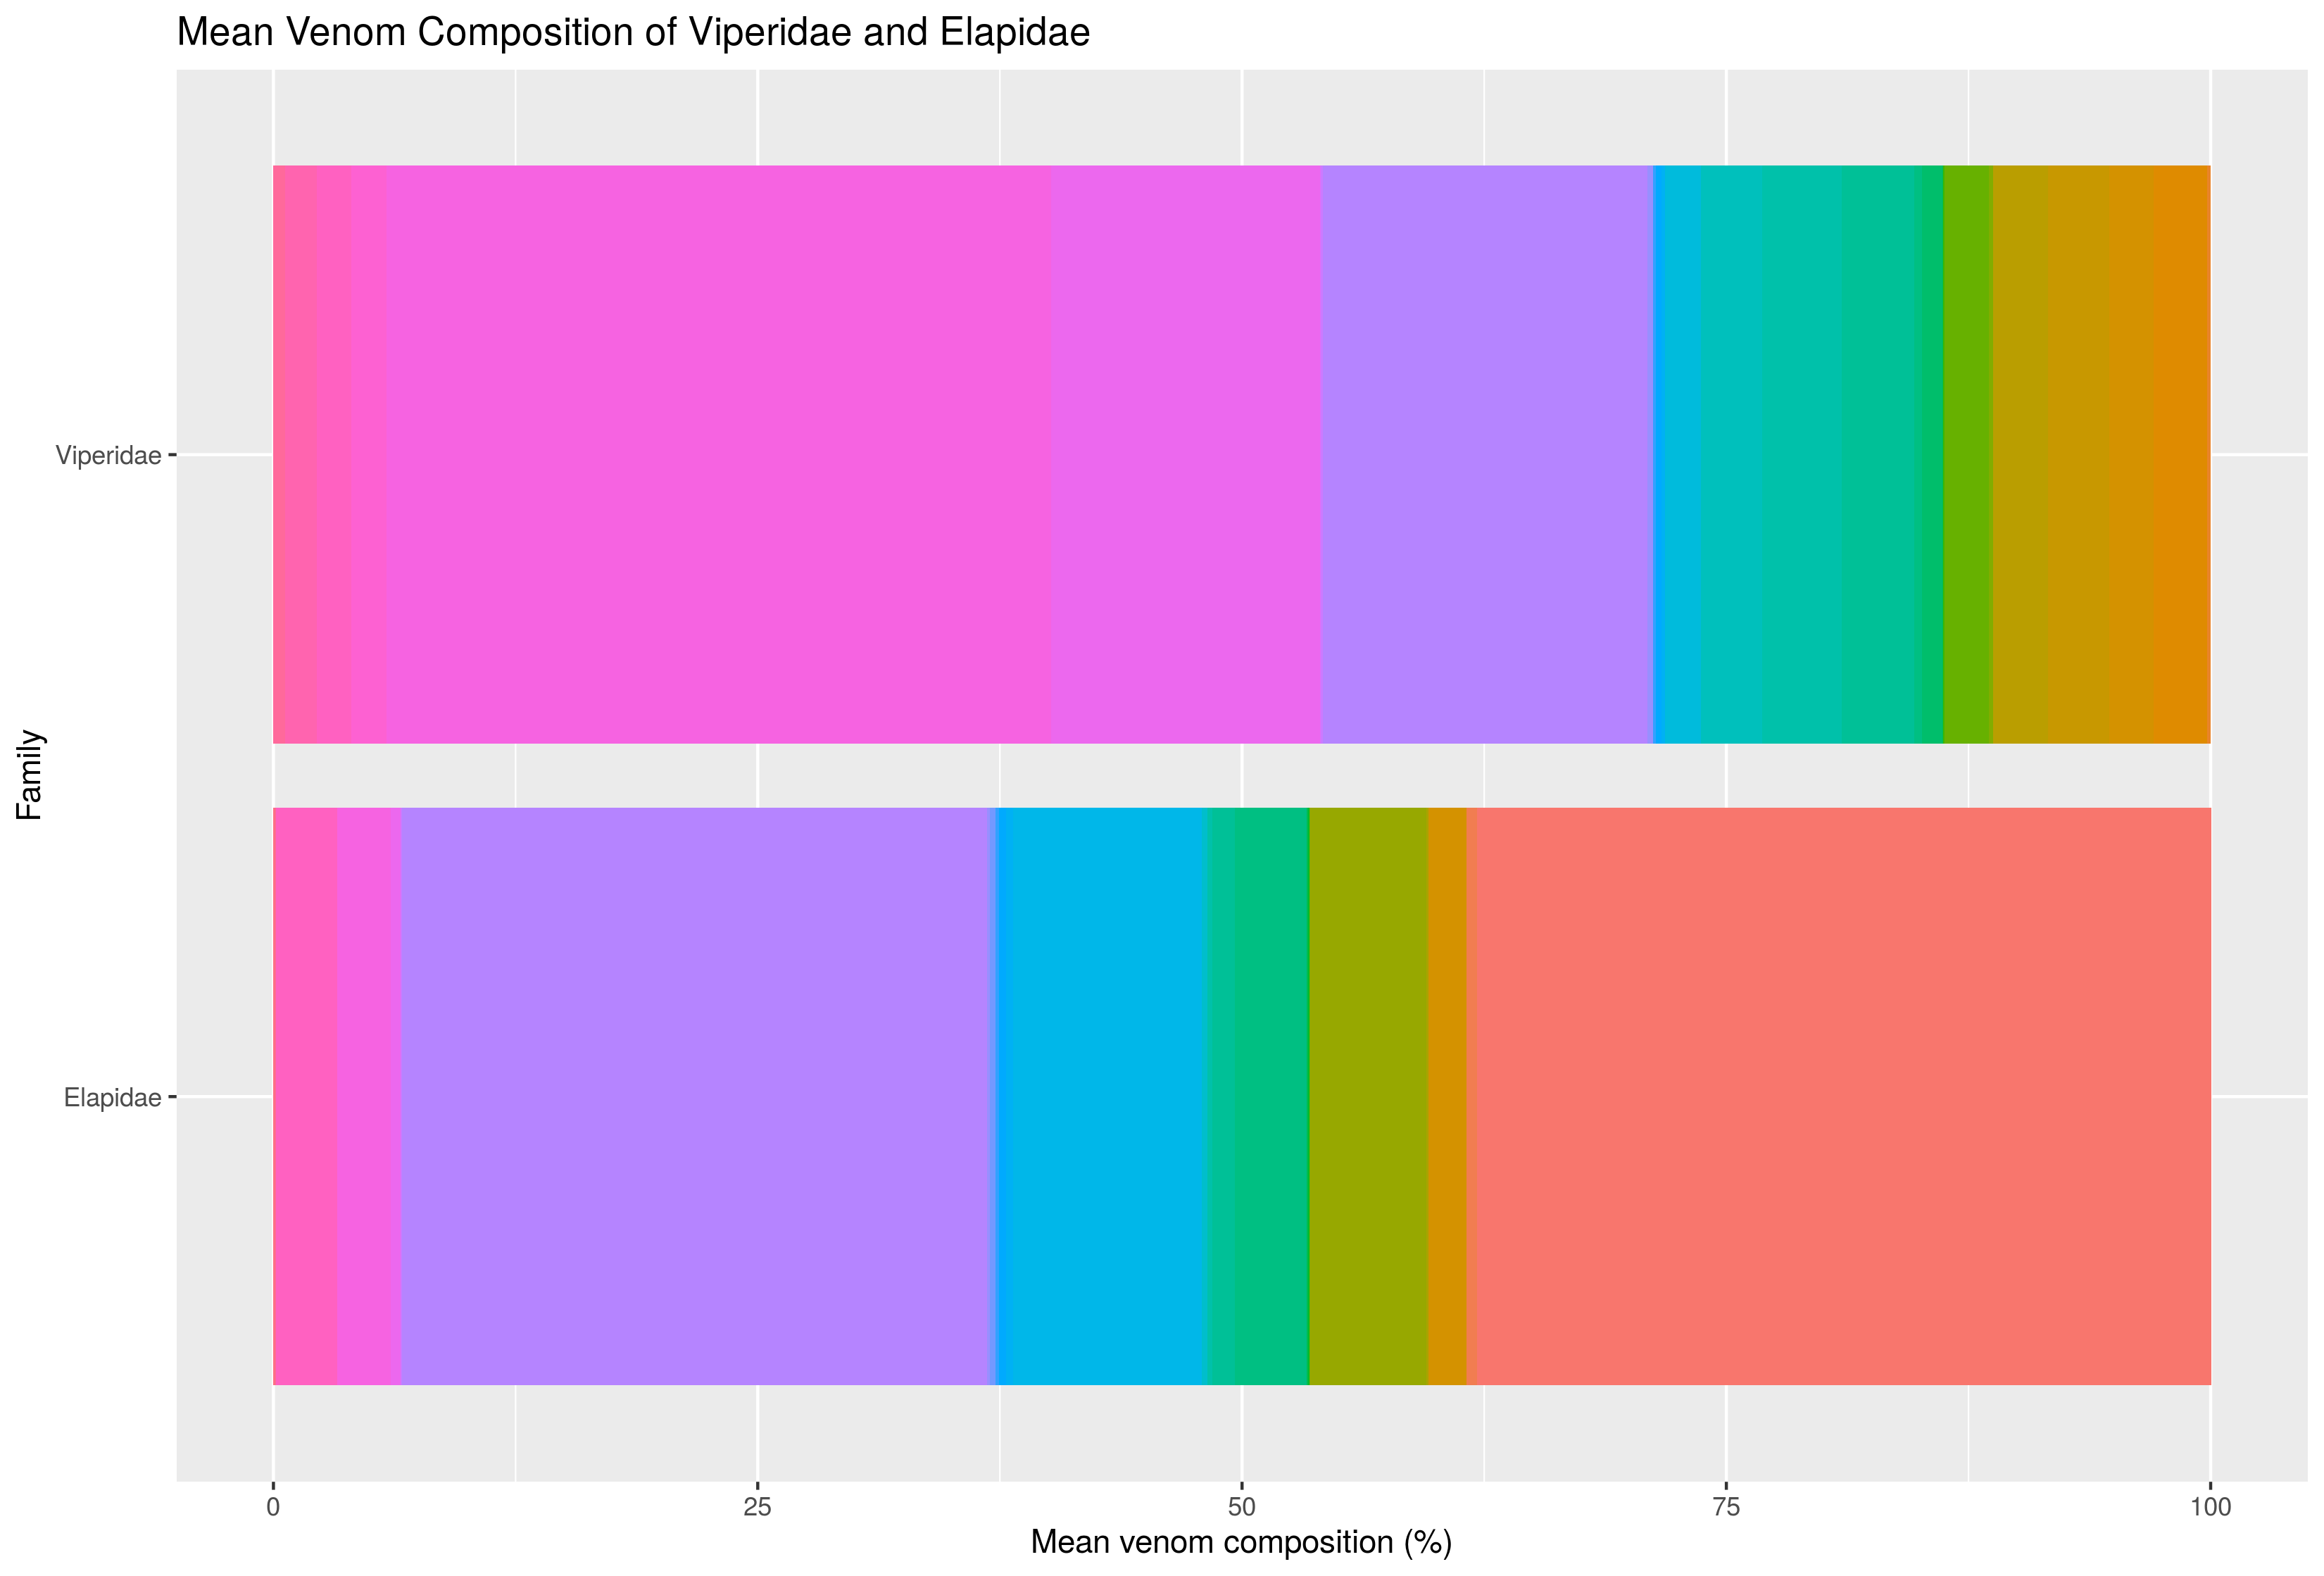 Mean Venom Composition of Viperidae and Elapidae
Family
Viperidae
Elapidae
0 25 50 75 100
Mean venom composition (%)